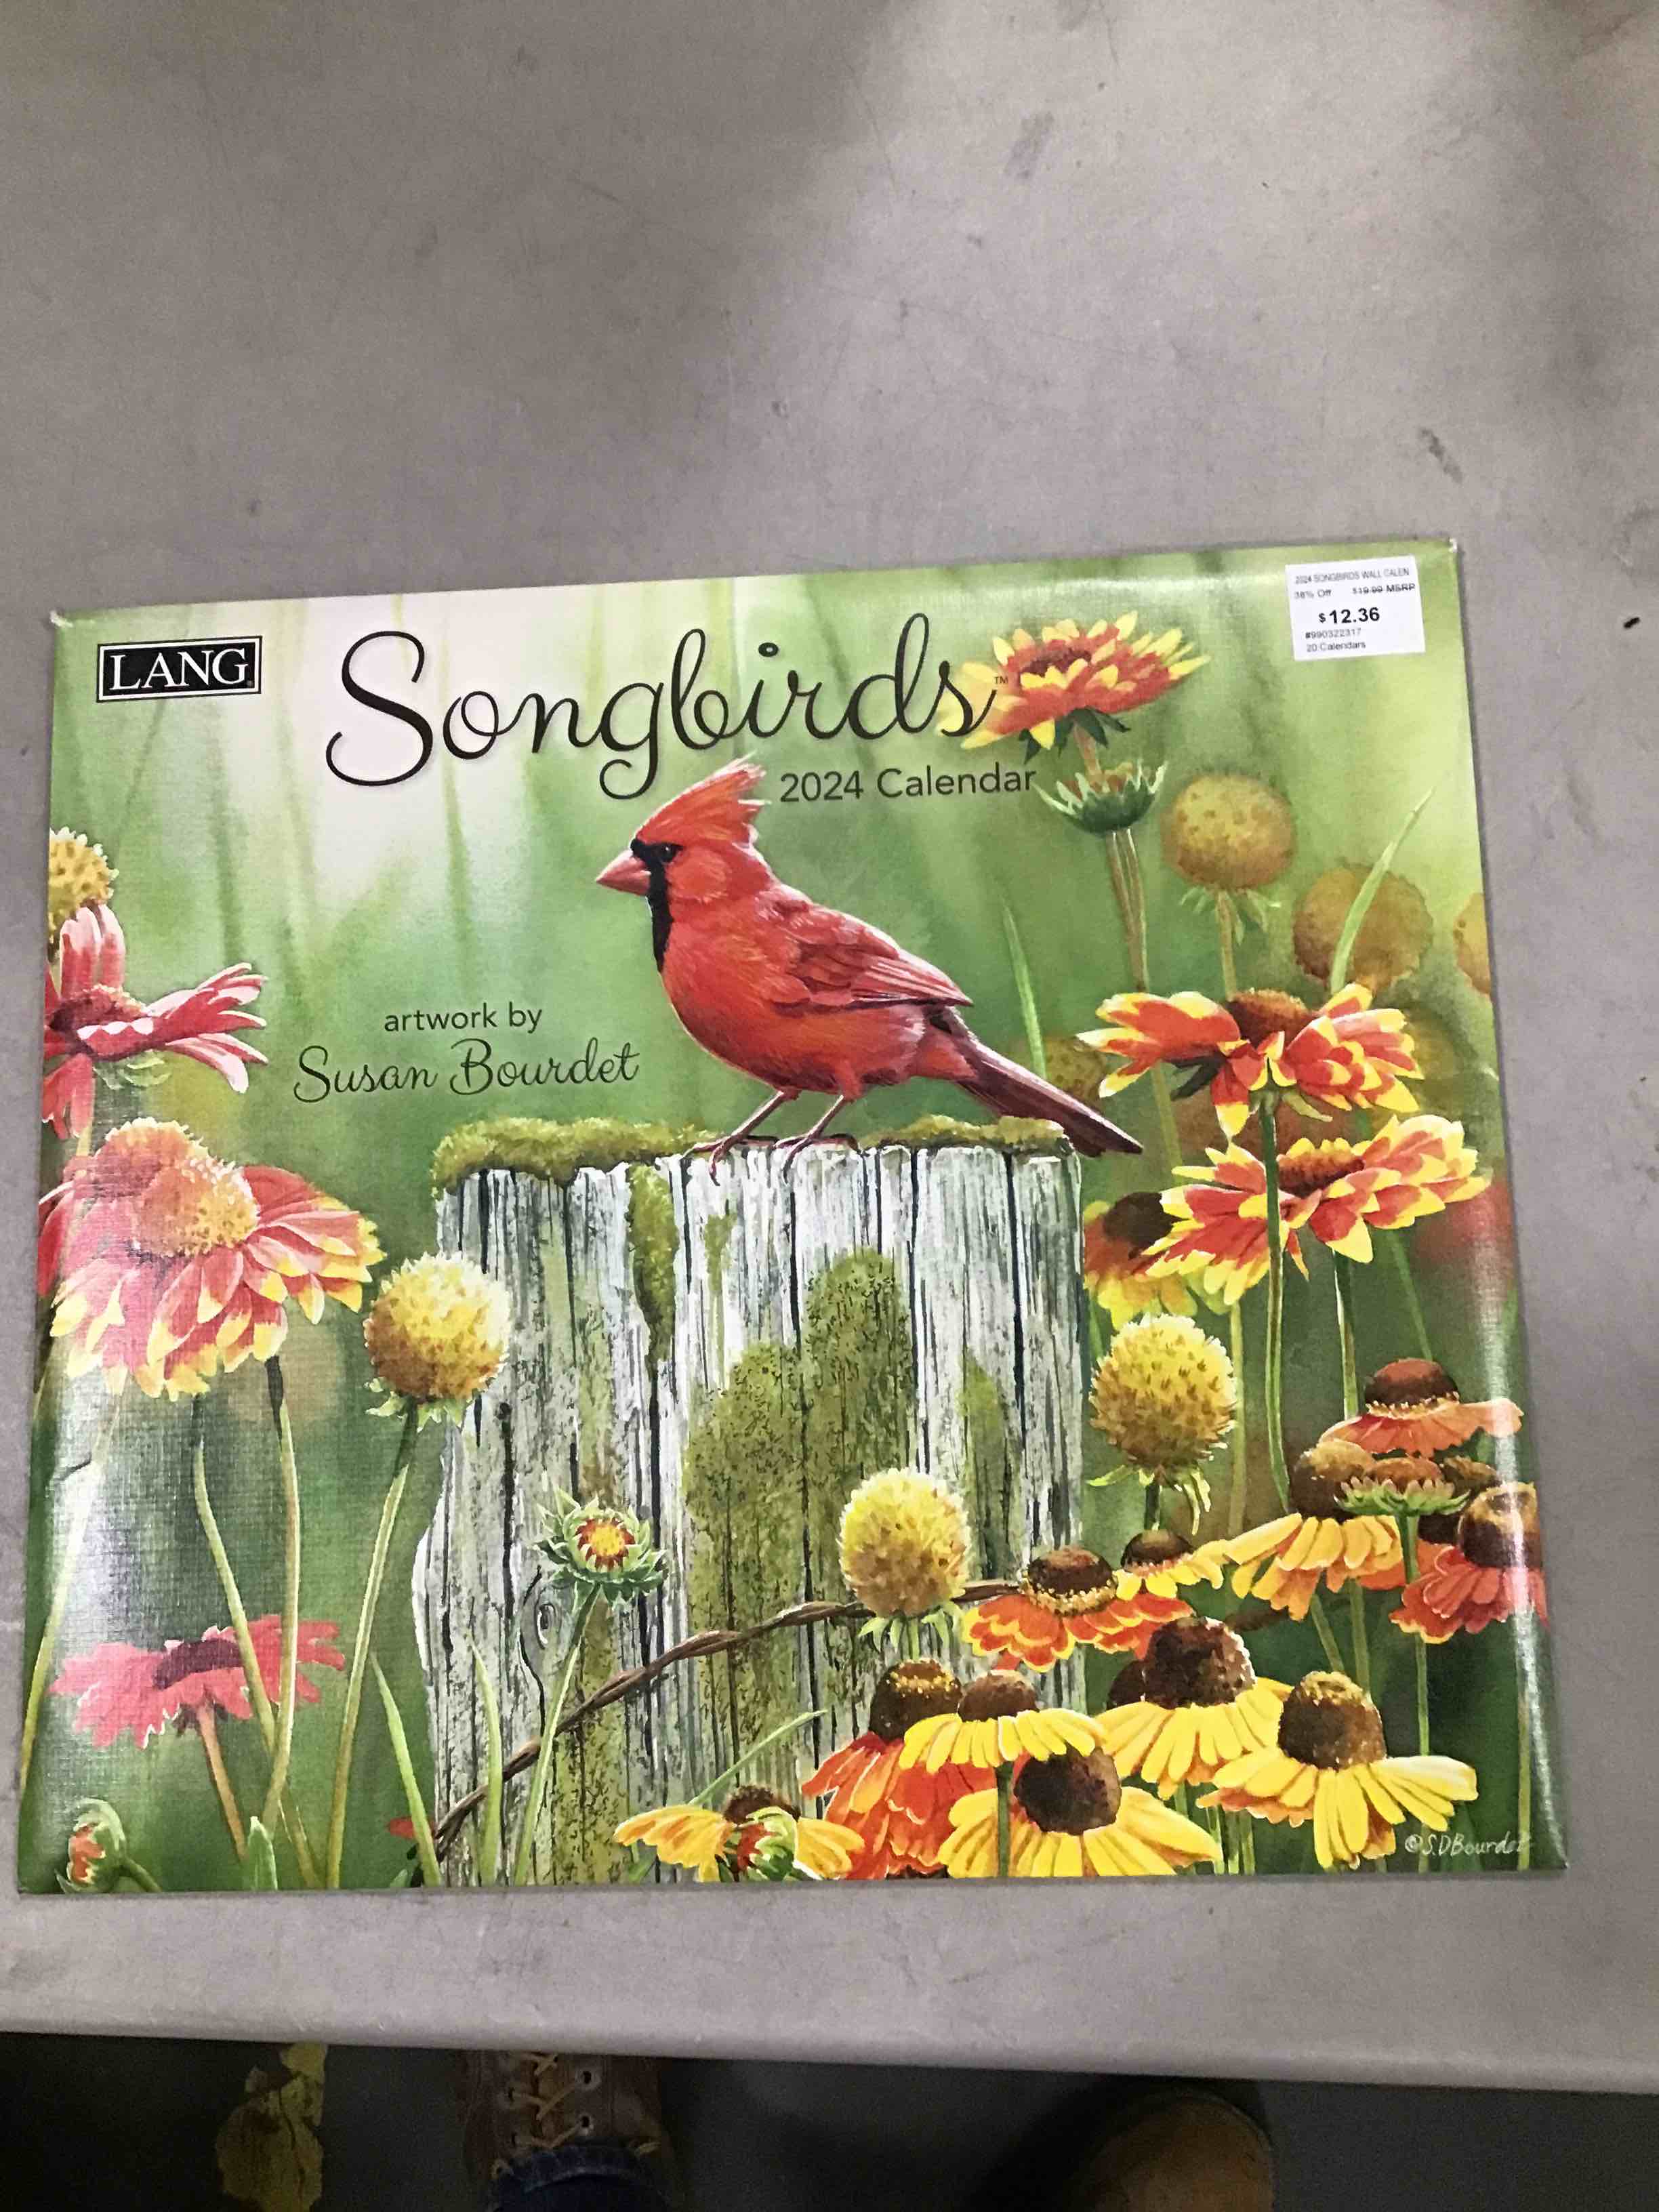 2024 SONGBIRDS WALL CALEN
38% Off $19.99 MSRP
$12.36
#990322317
20 Calendars
LANG
Songbirds™
2024 Calendar
artwork by
Susan Bourdet
©S.D Bourdet